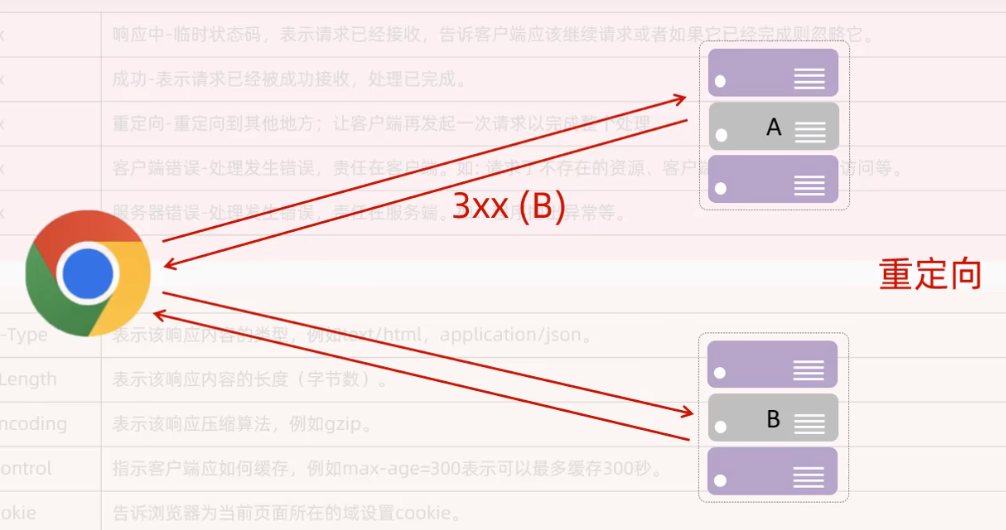 x 响应中-临时状态码，表示请求已经接收，告诉客户端应该继续请求或者如果它已经完成则忽略它。
x 成功-表示请求已经被成功接收，处理已完成。
x 重定向-重定向到其他地方；让客户端再发起一次请求以完成整个处理
A
x 客户端错误-处理发生错误，责任在客户端。如：请求了不存在的资源、客户端 访问等。
x 服务器错误-处理发生错误，责任在服务端。 异常等。
3xx (B)
重定向
-Type 表示该响应内容的类型，例如text/html，application/json。
Length 表示该响应内容的长度（字节数）。
ncoding 表示该响应压缩算法，例如gzip。
B
ontrol 指示客户端应如何缓存，例如max-age=300表示可以最多缓存300秒。
okie 告诉浏览器为当前页面所在的域设置cookie。